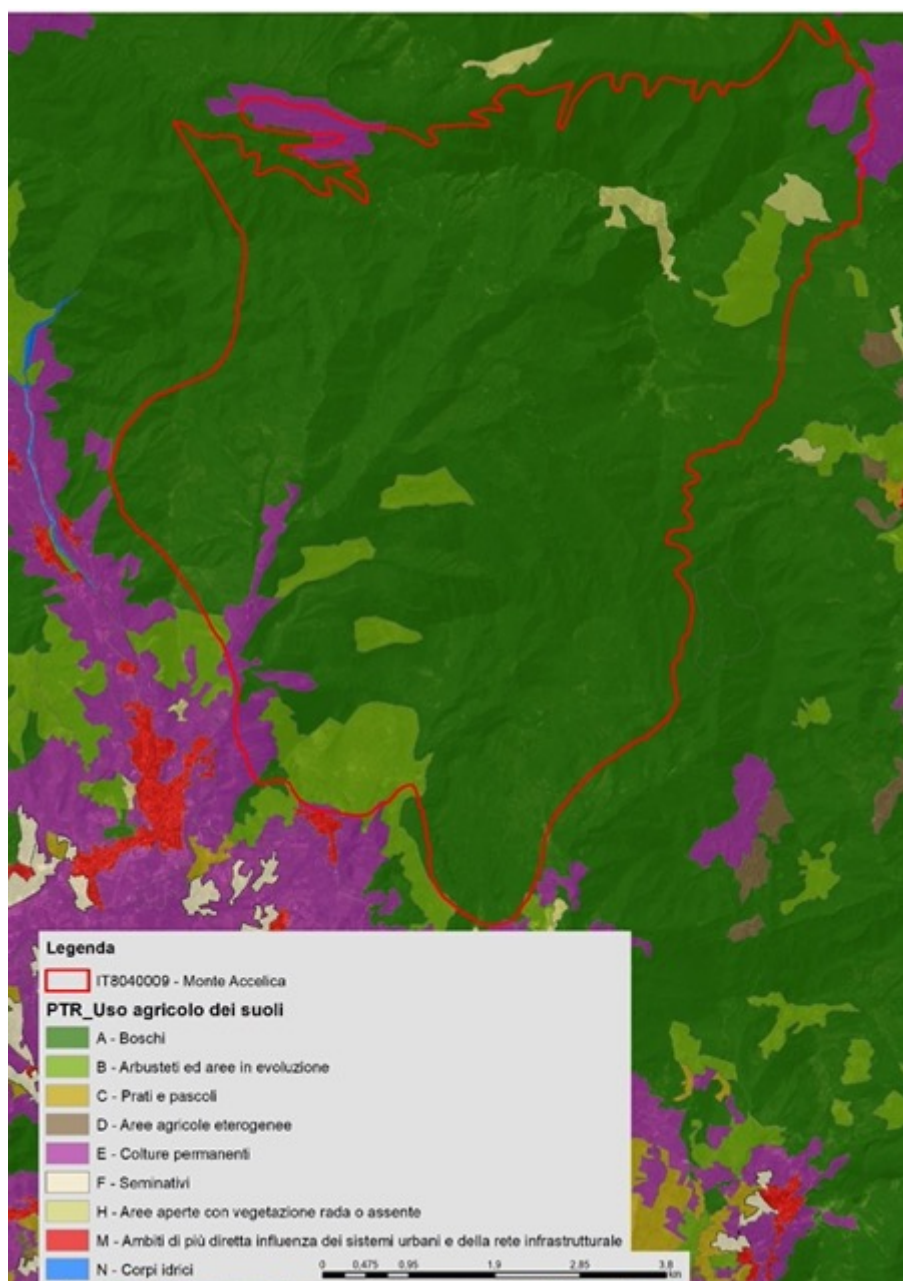 Legenda
IT8040009 - Monte Accelica
PTR_Uso agricolo dei suoli
A - Boschi
B - Arbusteti ed aree in evoluzione
C - Prati e pascoli
D - Aree agricole eterogenee
E - Colture permanenti
F - Seminativi
H - Aree aperte con vegetazione rada o assente
M - Ambiti di più diretta influenza dei sistemi urbani e della rete infrastrutturale
N - Corpi idrici
0 0.475 0.95 1.9 2.85 3.8
km